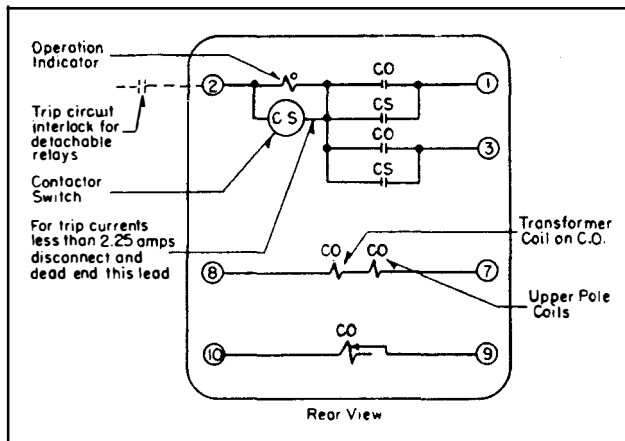 Operation
Indicator
CO
2
1
CS
Trip circuit
interlock for
detachable
relays
C S
CO
3
CS
Contactor
Switch
For trip currents
less than 2.25 amps
disconnect and
dead end this lead
Transformer
Coil on C.O.
CO
CO
8
7
Upper Pole
Coils
CO
10
9
Rear View